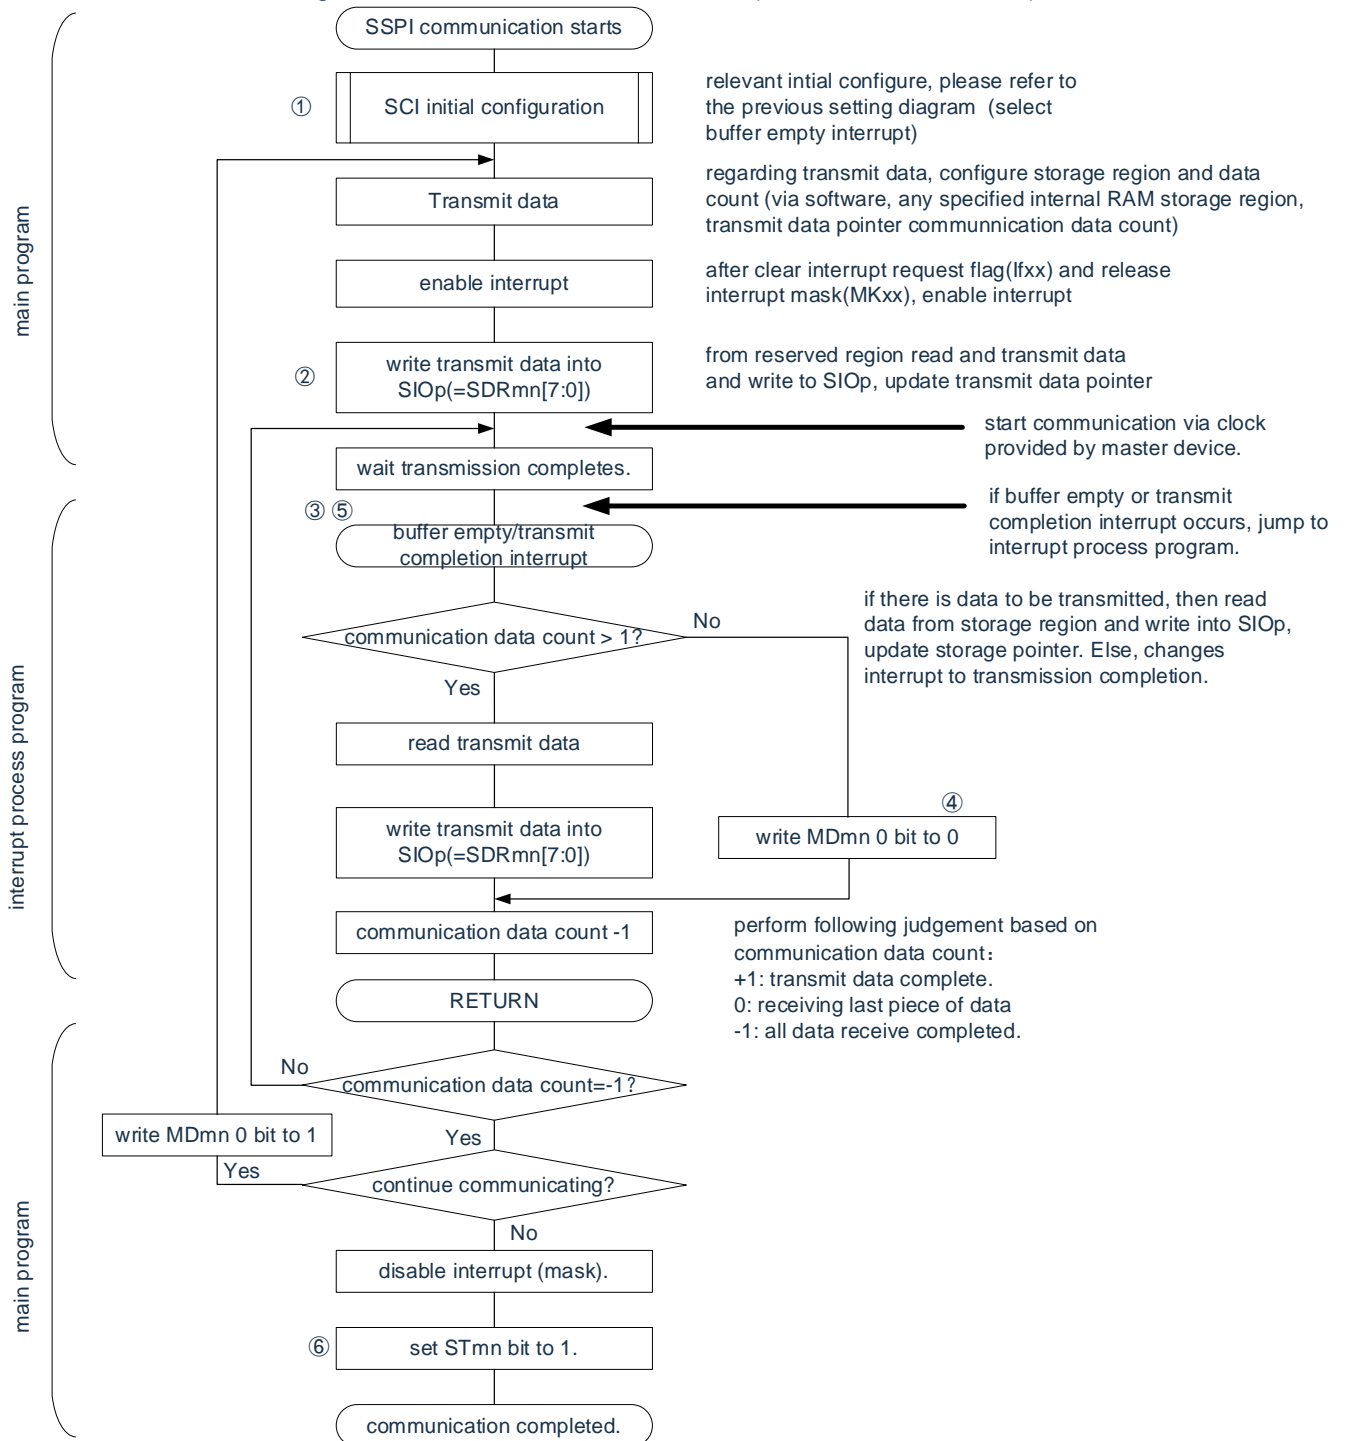 SSPI communication starts
①
SCI initial configuration
relevant intial configure, please refer to
the previous setting diagram (select
buffer empty interrupt)
main program
Transmit data
regarding transmit data, configure storage region and data
count (via software, any specified internal RAM storage region,
transmit data pointer communnication data count)
enable interrupt
after clear interrupt request flag(Ifxx) and release
interrupt mask(MKxx), enable interrupt
②
write transmit data into
SIOp(=SDRmn[7:0])
from reserved region read and transmit data
and write to SIOp, update transmit data pointer
start communication via clock
provided by master device.
wait transmission completes.
③ ⑤
if buffer empty or transmit
completion interrupt occurs, jump to
interrupt process program.
buffer empty/transmit
completion interrupt
interrupt process program
communication data count > 1?
No
if there is data to be transmitted, then read
data from storage region and write into SIOp,
update storage pointer. Else, changes
interrupt to transmission completion.
Yes
read transmit data
write transmit data into
SIOp(=SDRmn[7:0])
④
write MDmn 0 bit to 0
communication data count -1
perform following judgement based on
communication data count：
+1: transmit data complete.
0: receiving last piece of data
-1: all data receive completed.
RETURN
main program
No
communication data count=-1?
write MDmn 0 bit to 1
Yes
Yes
continue communicating?
No
disable interrupt (mask).
⑥
set STmn bit to 1.
communication completed.